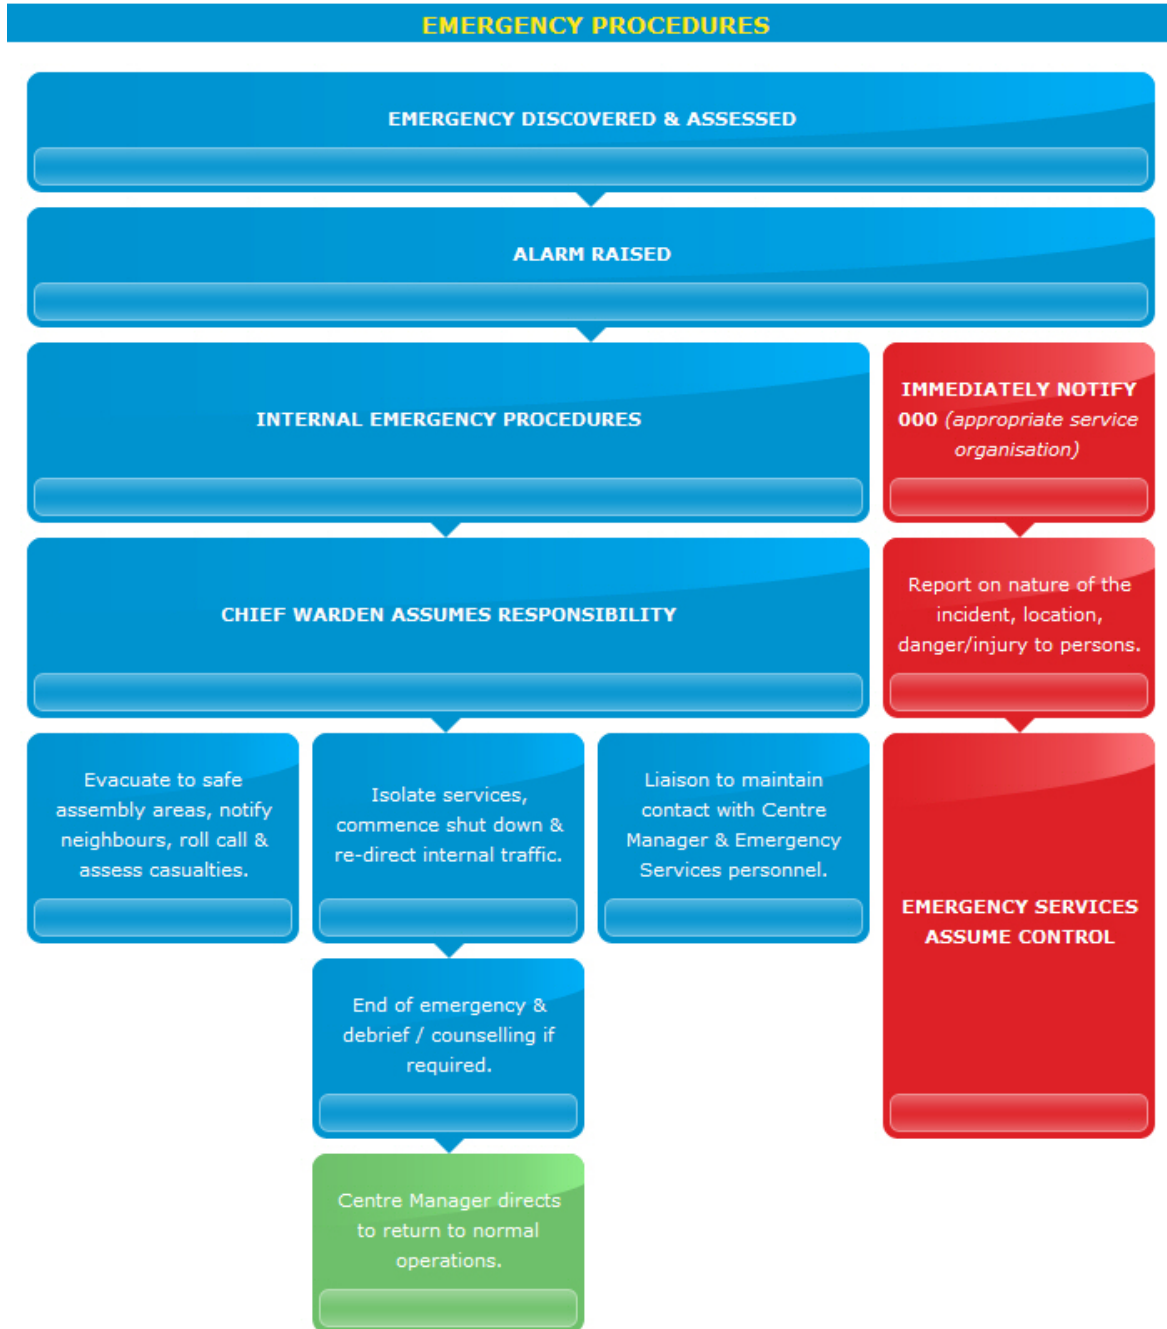 EMERGENCY PROCEDURES
EMERGENCY DISCOVERED & ASSESSED
ALARM RAISED
INTERNAL EMERGENCY PROCEDURES
IMMEDIATELY NOTIFY
000 (appropriate service
organisation)
CHIEF WARDEN ASSUMES RESPONSIBILITY
Report on nature of the
incident, location,
danger/injury to persons.
Evacuate to safe
assembly areas, notify
neighbours, roll call &
assess casualties.
Isolate services,
commence shut down &
re-direct internal traffic.
Liaison to maintain
contact with Centre
Manager & Emergency
Services personnel.
EMERGENCY SERVICES
ASSUME CONTROL
End of emergency &
debrief / counselling if
required.
Centre Manager directs
to return to normal
operations.